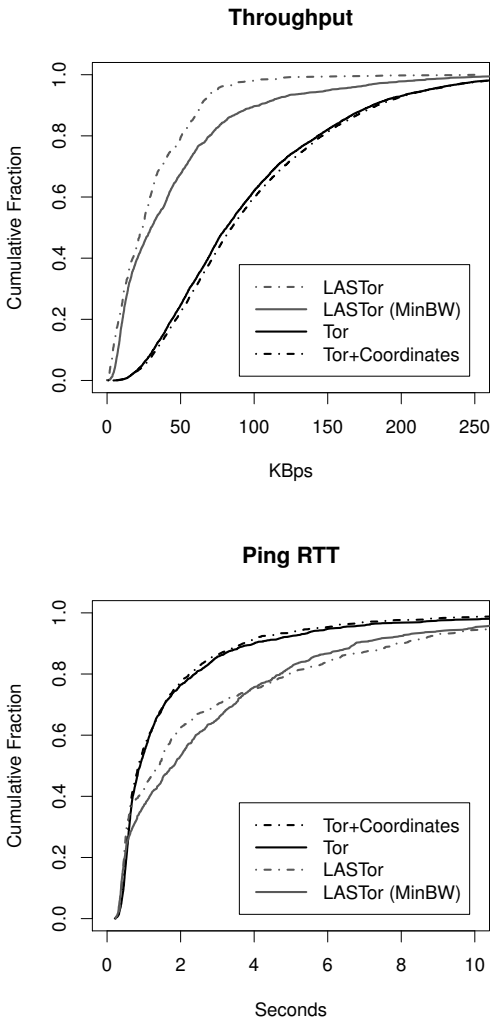 Throughput
Cumulative Fraction
1.0
0.8
0.6
0.4
0.2
0.0
LASTor
LASTor (MinBW)
Tor
Tor+Coordinates
0 50 100 150 200 250
KBps
Ping RTT
Cumulative Fraction
1.0
0.8
0.6
0.4
0.2
0.0
Tor+Coordinates
Tor
LASTor
LASTor (MinBW)
0 2 4 6 8 10
Seconds